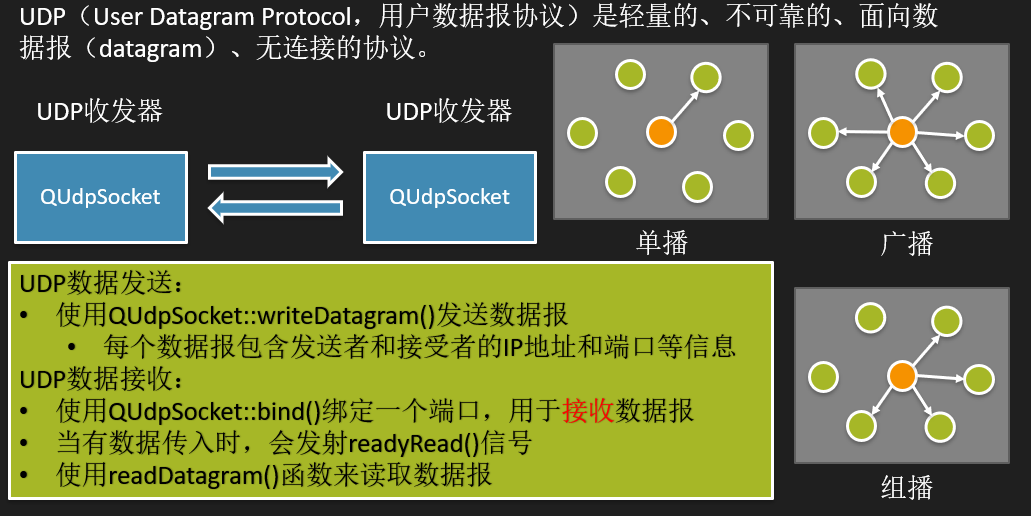 UDP（User Datagram Protocol，用户数据报协议）是轻量的、不可靠的、面向数
据报（datagram）、无连接的协议。
UDP收发器
UDP收发器
QUdpSocket
QUdpSocket
单播
广播
UDP数据发送：
• 使用QUdpSocket::writeDatagram()发送数据报
• 每个数据报包含发送者和接受者的IP地址和端口等信息
UDP数据接收：
• 使用QUdpSocket::bind()绑定一个端口，用于接收数据报
• 当有数据传入时，会发射readyRead()信号
• 使用readDatagram()函数来读取数据报
组播